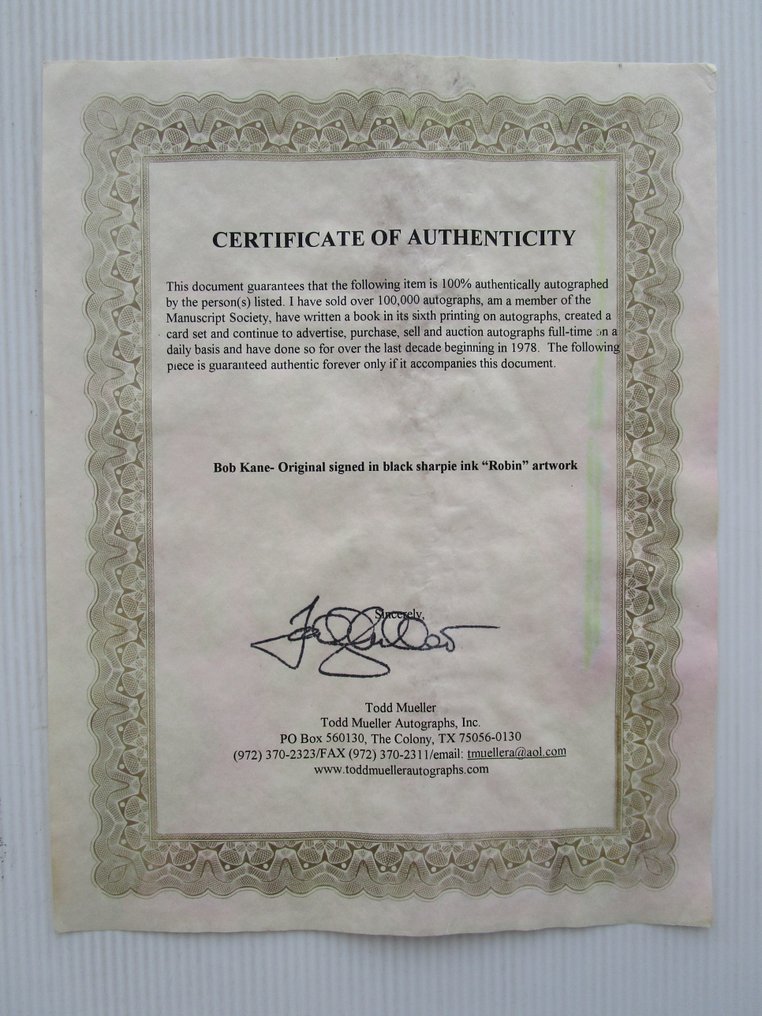 CERTIFICATE OF AUTHENTICITY
This document guarantees that the following item is 100% authentically autographed
by the person(s) listed. I have sold over 100,000 autographs, am a member of the
Manuscript Society, have written a book in its sixth printing on autographs, created a
card set and continue to advertise, purchase, sell and auction autographs full-time on a
daily basis and have done so for over the last decade beginning in 1978. The following
piece is guaranteed authentic forever only if it accompanies this document.
Bob Kane- Original signed in black sharpie ink “Robin” artwork
Sincerely,
Todd Mueller
Todd Mueller Autographs, Inc.
PO Box 560130, The Colony, TX 75056-0130
(972) 370-2323/FAX (972) 370-2311/email: tmuellera@aol.com
www.toddmuellerautographs.com